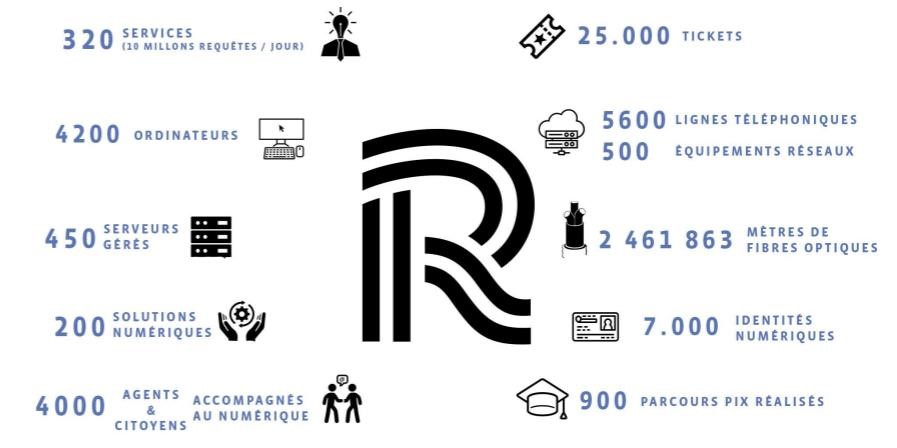 320 SERVICES
(10 MILLONS REQUÊTES / JOUR)
4200 ORDINATEURS
450 SERVEURS
GÉRÉS
200 SOLUTIONS
NUMÉRIQUES
4000 AGENTS
&
CITOYENS
ACCOMPAGNÉS
AU NUMÉRIQUE
R
25.000 TICKETS
5600 LIGNES TÉLÉPHONIQUES
500 ÉQUIPEMENTS RÉSEAUX
2 461 863 MÈTRES DE
FIBRES OPTIQUES
7.000 IDENTITÉS
NUMÉRIQUES
900 PARCOURS PIX RÉALISÉS